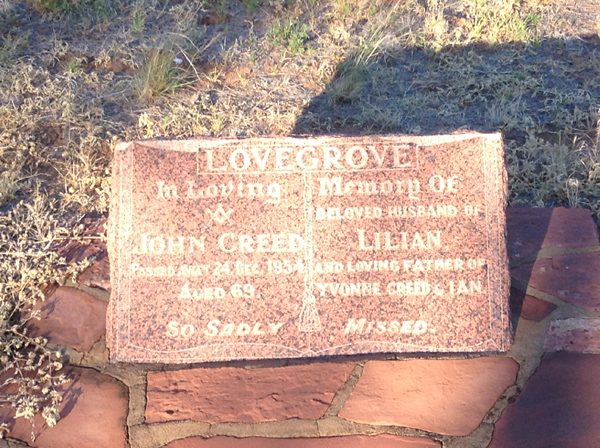 LOVEGROVE
In Loving Memory Of
JOHN CREED
PASSED AWAY 24 DEC. 1954
AGED 69.
BELOVED HUSBAND OF
LILIAN
AND LOVING FATHER OF
YVONNE CREED & IAN.
SO SADLY MISSED.